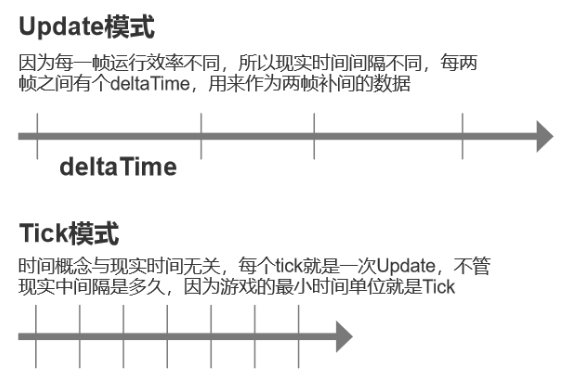 Update模式
因为每一帧运行效率不同，所以现实时间间隔不同，每两
帧之间有个deltaTime，用来作为两帧补间的数据
deltaTime
Tick模式
时间概念与现实时间无关，每个tick就是一次Update，不管
现实中间隔是多久，因为游戏的最小时间单位就是Tick